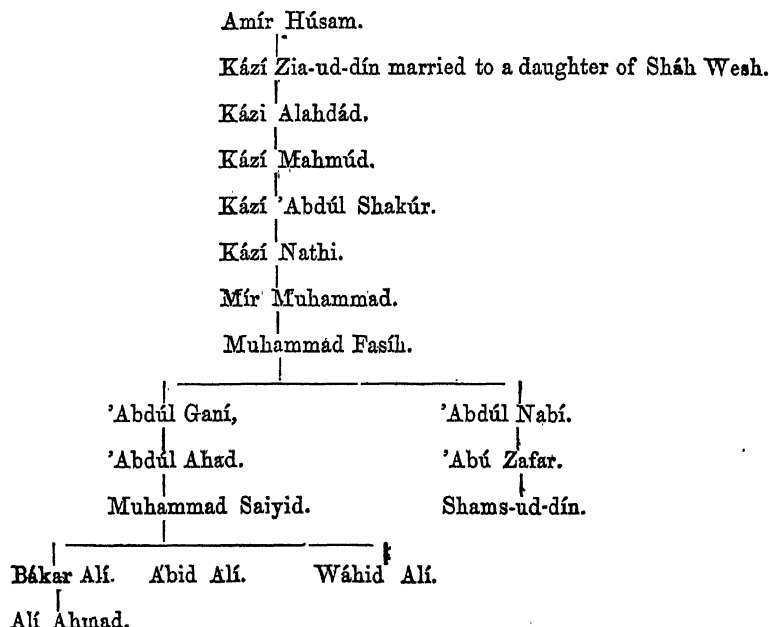 Amír Húsam.
Kází Zia-ud-dín married to a daughter of Sháh Wesh.
Kázi Alahdád.
Kází Mahmúd.
Kází 'Abdúl Shakúr.
Kází Nathi.
Mír Muhammad.
Muhammad Fasíh.
'Abdúl Ganí, 'Abdúl Nabí.
'Abdúl Ahad. 'Abú Zafar.
Muhammad Saiyid. Shams-ud-dín.
Bákar Alí. Ábid Alí. Wáhid Alí.
Alí Ahmad.